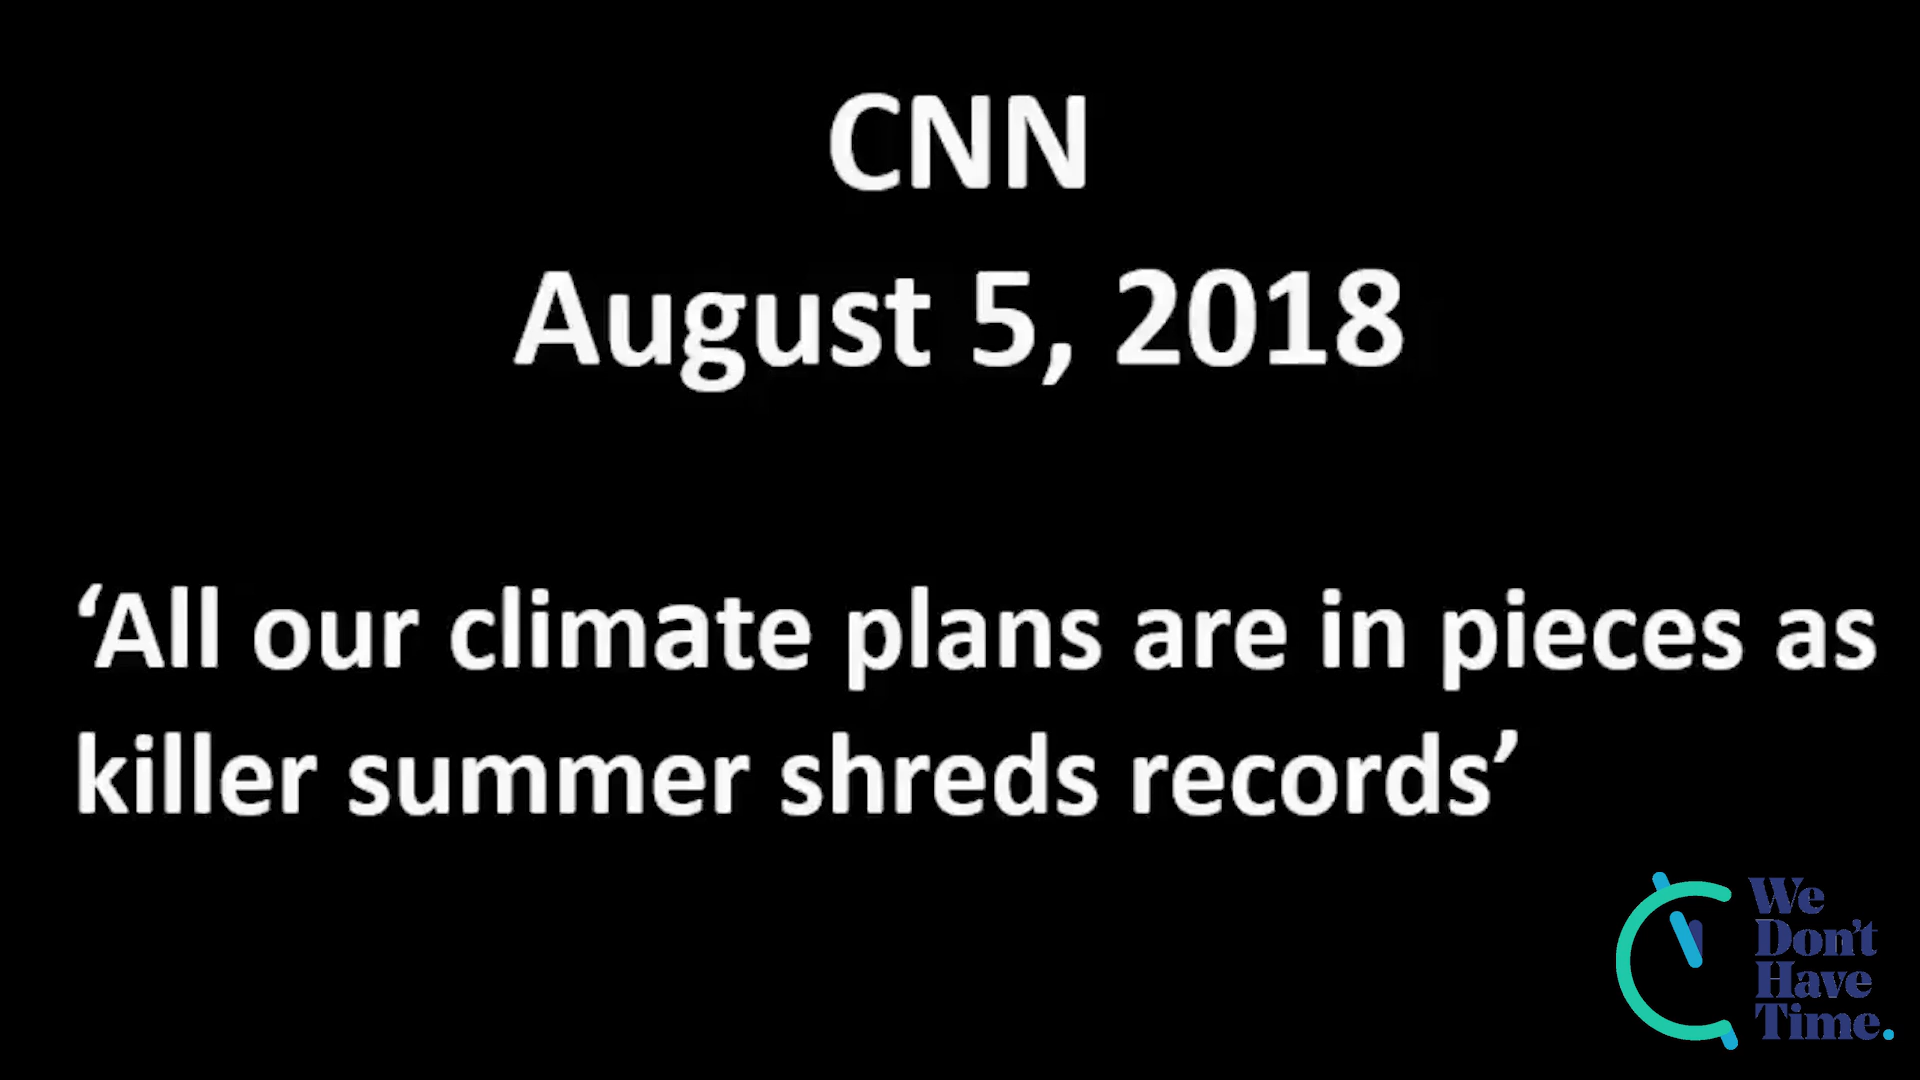 CNN
August 5, 2018
‘All our climate plans are in pieces as
killer summer shreds records’
We
Don't
Have
Time.